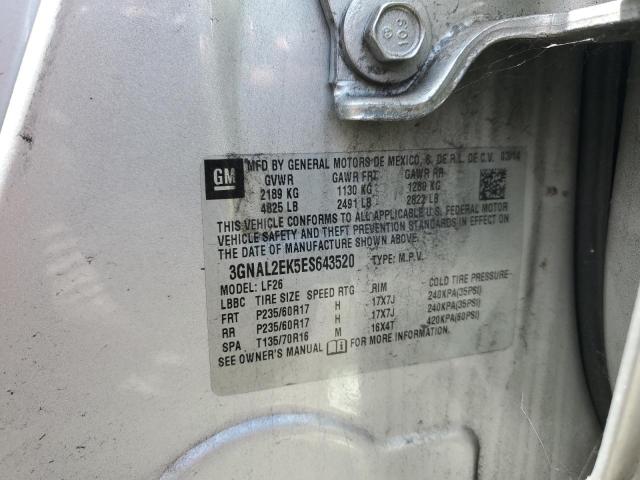 601
GM
MFD BY GENERAL MOTORS DE MEXICO, S. DE R.L. DE C.V. 03/14
GVWR GAWR FRT GAWR RR
2189 KG 1130 KG 1280 KG
4825 LB 2491 LB 2822 LB
THIS VEHICLE CONFORMS TO ALL APPLICABLE U.S. FEDERAL MOTOR
VEHICLE SAFETY AND THEFT PREVENTION STANDARDS IN EFFECT ON
THE DATE OF MANUFACTURE SHOWN ABOVE.
3GNAL2EK5ES643520 TYPE: M.P.V.
MODEL: LF26
LBBC TIRE SIZE SPEED RTG RIM COLD TIRE PRESSURE
FRT P235/60R17 H 17X7J 240KPA(35PSI)
RR P235/60R17 H 17X7J 240KPA(35PSI)
SPA T135/70R16 M 16X4T 420KPA(60PSI)
SEE OWNER'S MANUAL FOR MORE INFORMATION.